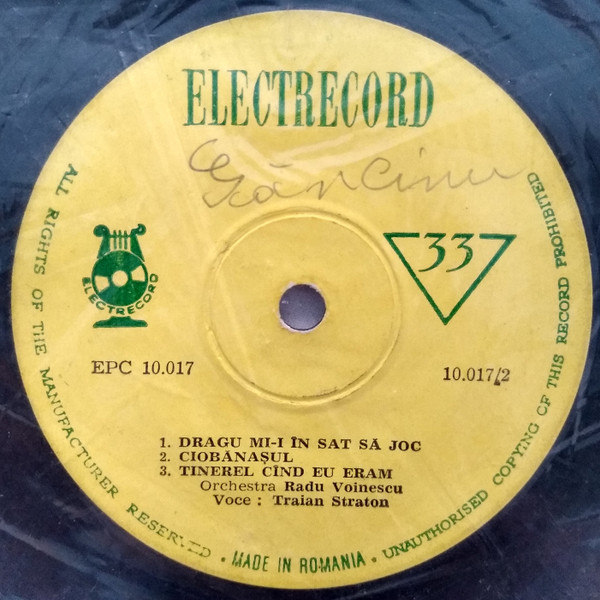 ELECTRECORD
33
ELECTRECORD
EPC 10.017
10.017/2
1. DRAGU MI-I ÎN SAT SĂ JOC
2. CIOBĂNAȘUL
3. TINEREL CÎND EU ERAM
Orchestra Radu Voinescu
Voce : Traian Straton
ALL RIGHTS OF THE MANUFACTURER RESERVED · MADE IN ROMANIA · UNAUTHORISED COPYING OF THIS RECORD PROHIBITED